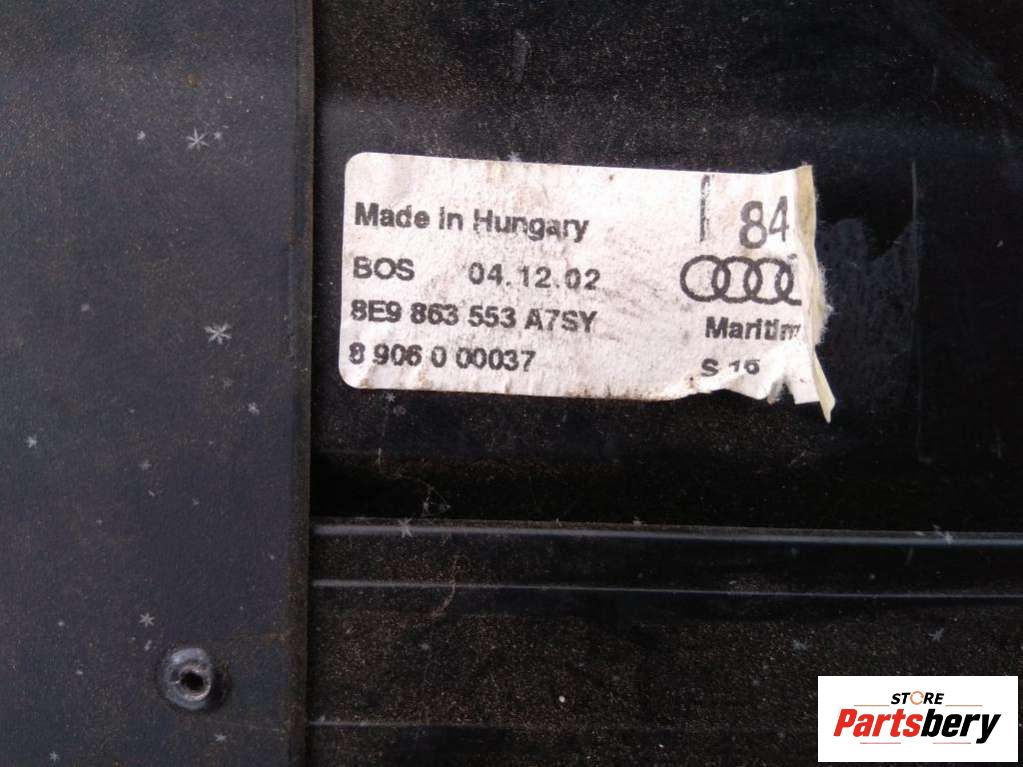 Made in Hungary
84
BOS 04.12.02
8E9 863 553 A7SY
8 906 0 00037
STORE
Partsbery